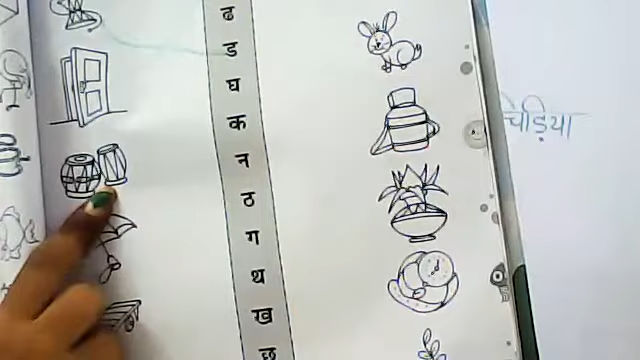 ढ
ड
घ
क
न
ठ
ग
थ
ख
छ
चिड़िया